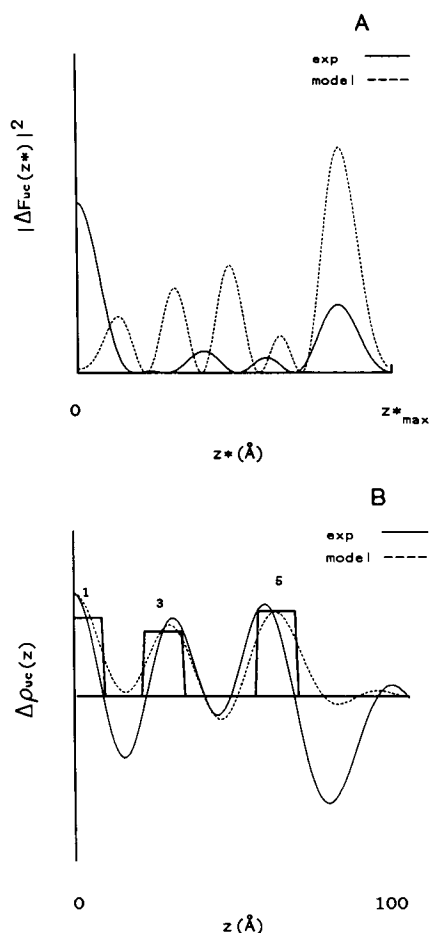 A
exp
model
|ΔFuc(z*)|²
0
z*max
z*(Å)
B
exp
model
1
3
5
Δρuc(z)
0
100
z(Å)